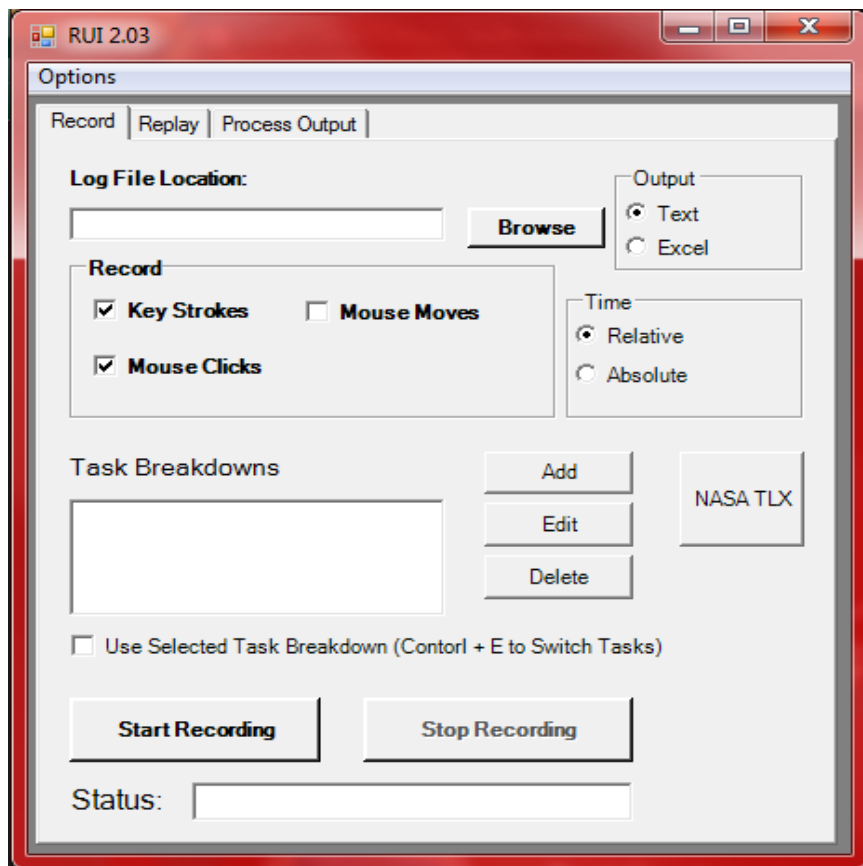 RUI 2.03
Options
Record Replay Process Output
Log File Location:
Browse
Output
Text
Excel
Record
Key Strokes Mouse Moves
Mouse Clicks
Time
Relative
Absolute
Task Breakdowns
Add
Edit
Delete
NASA TLX
Use Selected Task Breakdown (Contorl + E to Switch Tasks)
Start Recording Stop Recording
Status: